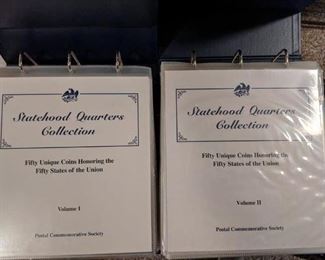 Statehood Quarters
Collection
Fifty Unique Coins Honoring the
Fifty States of the Union
Volume I
Postal Commemorative Society
Statehood Quarters
Collection
Fifty Unique Coins Honoring the
Fifty States of the Union
Volume II
Postal Commemorative Society